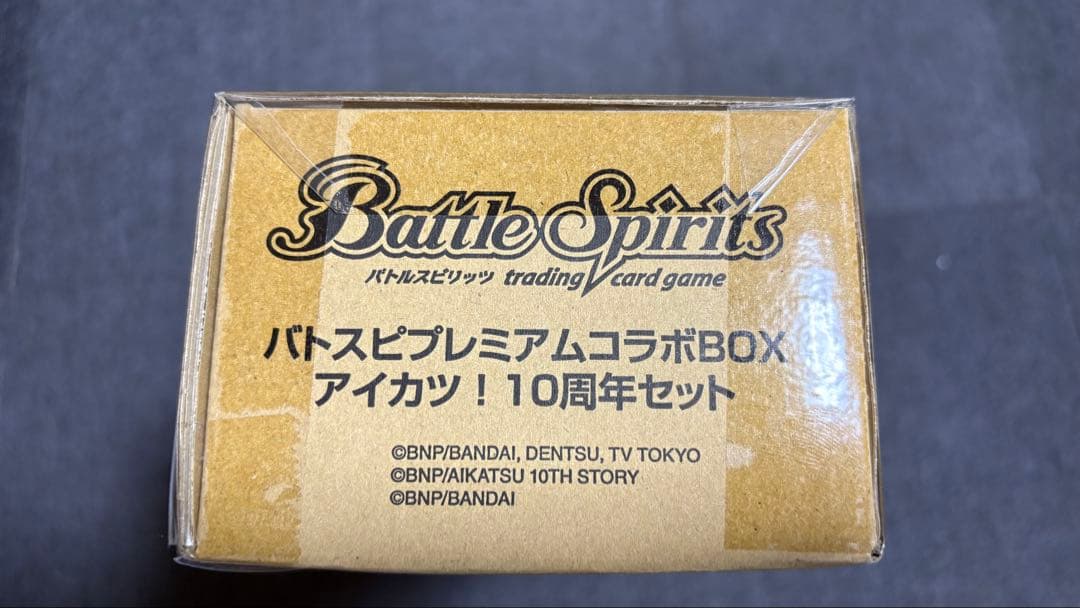 Battle Spirits
バトルスピリッツ trading card game
バトスピプレミアムコラボBOX
アイカツ！10周年セット
©BNP/BANDAI, DENTSU, TV TOKYO
©BNP/AIKATSU 10TH STORY
©BNP/BANDAI